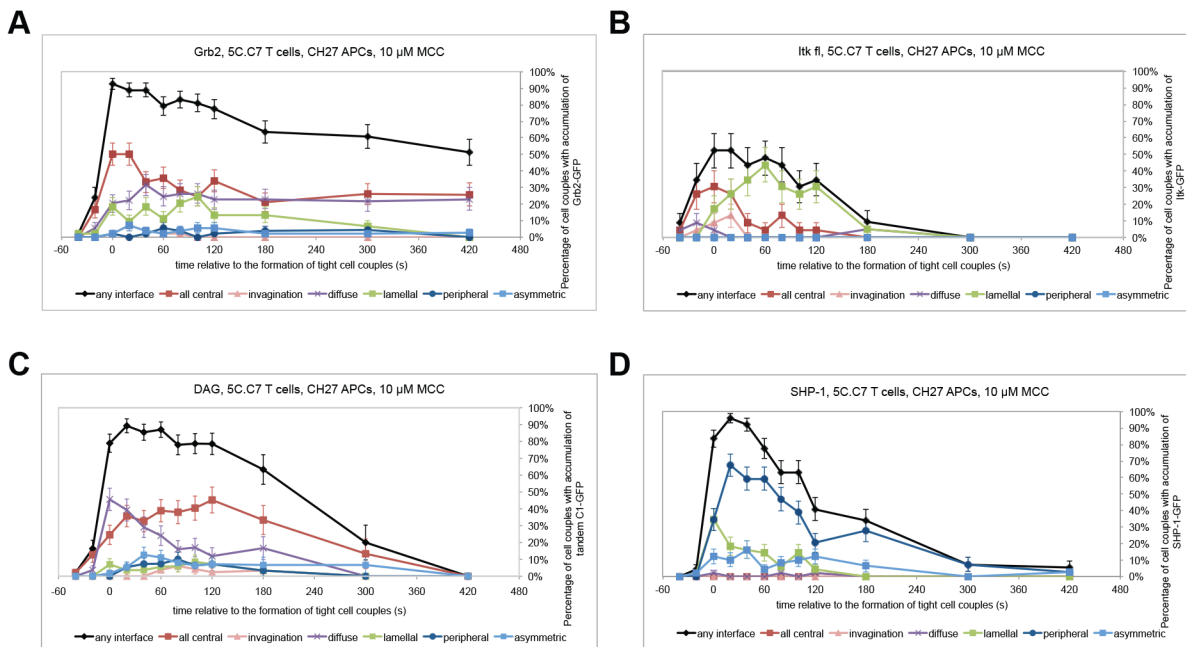 A
Grb2, 5C.C7 T cells, CH27 APCs, 10 µM MCC
100%
90%
80%
70%
60%
50%
40%
30%
20%
10%
0%
Percentage of cell couples with accumulation of
Grb2-GFP
-60 0 60 120 180 240 300 360 420 480
time relative to the formation of tight cell couples (s)
any interface all central invagination diffuse lamellal peripheral asymmetric
B
Itk fl, 5C.C7 T cells, CH27 APCs, 10 µM MCC
100%
90%
80%
70%
60%
50%
40%
30%
20%
10%
0%
Percentage of cell couples with accumulation of
Itk-GFP
-60 0 60 120 180 240 300 360 420 480
time relative to the formation of tight cell couples (s)
any interface all central invagination diffuse lamellal peripheral asymmetric
C
DAG, 5C.C7 T cells, CH27 APCs, 10 µM MCC
100%
90%
80%
70%
60%
50%
40%
30%
20%
10%
0%
Percentage of cell couples with accumulation of
tandem C1-GFP
-60 0 60 120 180 240 300 360 420 480
time relative to the formation of tight cell couples (s)
any interface all central invagination diffuse lamellal peripheral asymmetric
D
SHP-1, 5C.C7 T cells, CH27 APCs, 10 µM MCC
100%
90%
80%
70%
60%
50%
40%
30%
20%
10%
0%
Percentage of cell couples with accumulation of
SHP-1-GFP
-60 0 60 120 180 240 300 360 420 480
time relative to the formation of tight cell couples (s)
any interface all central invagination diffuse lamellal peripheral asymmetric